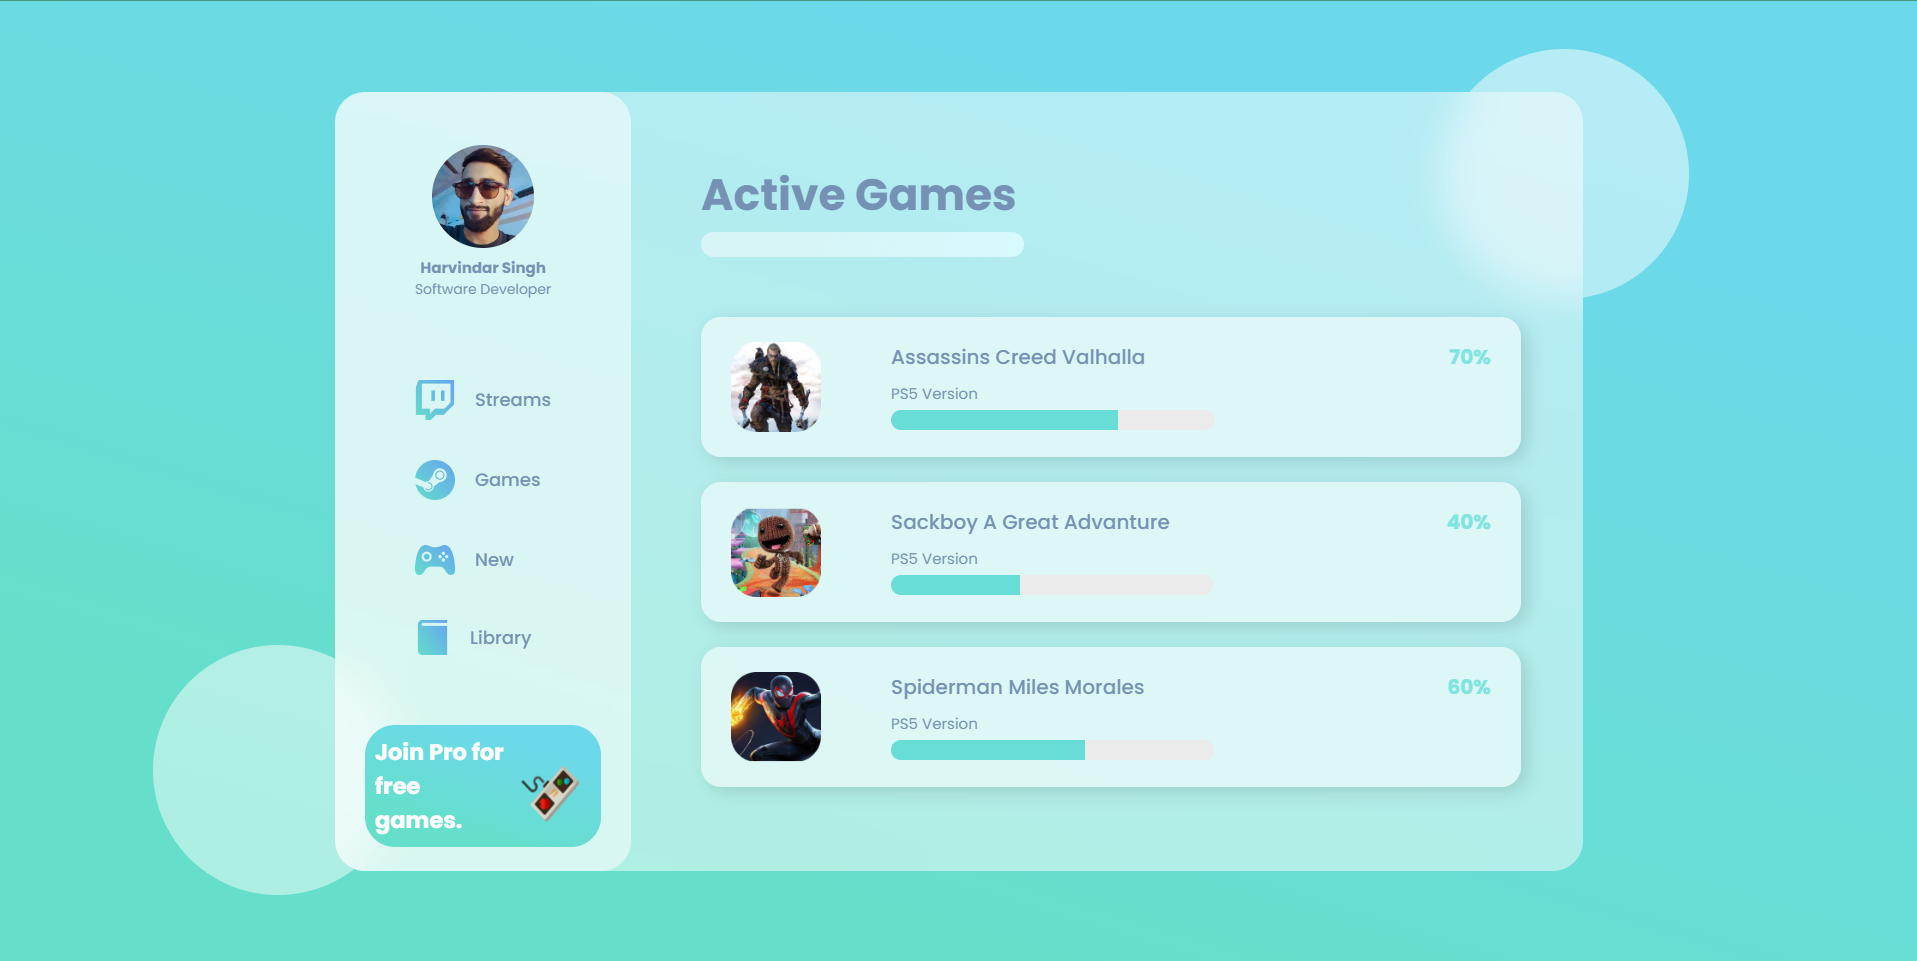 Harvindar Singh
Software Developer
Streams
Games
New
Library
Join Pro for
free
games.
Active Games
Assassins Creed Valhalla
70%
PS5 Version
Sackboy A Great Advanture
40%
PS5 Version
Spiderman Miles Morales
60%
PS5 Version